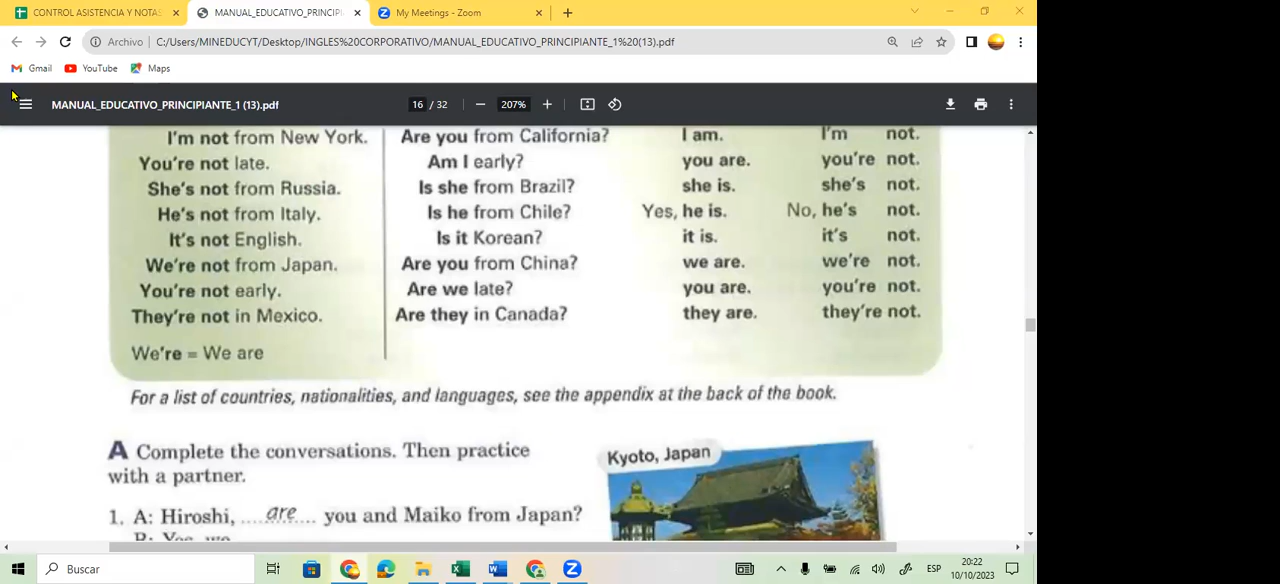 CONTROL ASISTENCIA Y NOTAS
MANUAL_EDUCATIVO_PRINCIPI
My Meetings - Zoom
Archivo
C:/Users/MINEDUCYT/Desktop/INGLES%20CORPORATIVO/MANUAL_EDUCATIVO_PRINCIPIANTE_1%20(13).pdf
Gmail
YouTube
Maps
MANUAL_EDUCATIVO_PRINCIPIANTE_1 (13).pdf
16 / 32
207%
I'm not from New York. Are you from California? I am. I'm not.
You're not late. Am I early? you are. you're not.
She's not from Russia. Is she from Brazil? she is. she's not.
He's not from Italy. Is he from Chile? Yes, he is. No, he's not.
It's not English. Is it Korean? it is. it's not.
We're not from Japan. Are you from China? we are. we're not.
You're not early. Are we late? you are. you're not.
They're not in Mexico. Are they in Canada? they are. they're not.
We're = We are
For a list of countries, nationalities, and languages, see the appendix at the back of the book.
A Complete the conversations. Then practice
with a partner.
Kyoto, Japan
1. A: Hiroshi, ....are.... you and Maiko from Japan?
B: Yes, we
Buscar
ESP
20:22
10/10/2023